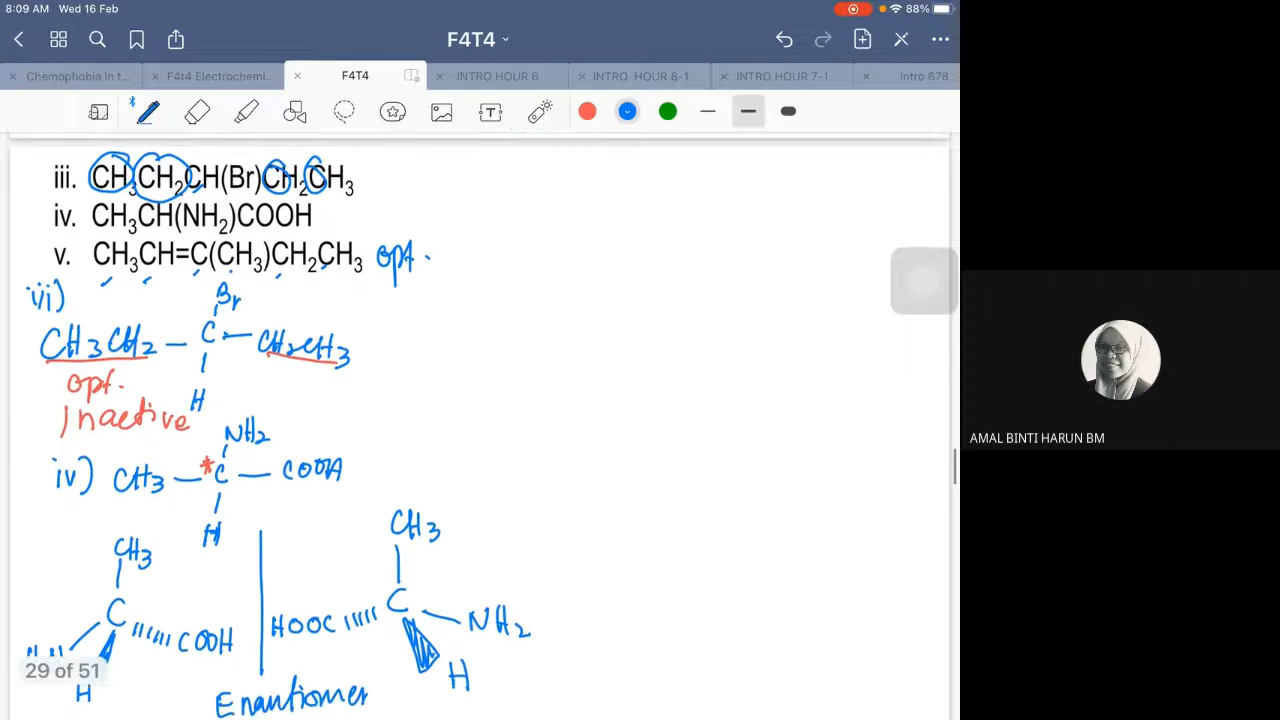 8:09 AM Wed 16 Feb
88%
F4T4
Chemophobia in t...
F4t4 Electrochemi...
F4T4
INTRO HOUR 6
INTRO HOUR 8-1
INTRO HOUR 7-1
Intro 678
iii. CH₃CH₂CH(Br)CH₂CH₃
iv. CH₃CH(NH₂)COOH
v. CH₃CH=C(CH₃)CH₂CH₃ opt.
iii)
Br
CH3CH2 — C — CH2CH3
opt.
H
Inactive
NH2
iv) CH3 — *C — COOH
H
CH3
CH3
C
COOH
HOOC
C
NH2
H
H
Enantiomer
29 of 51
AMAL BINTI HARUN BM